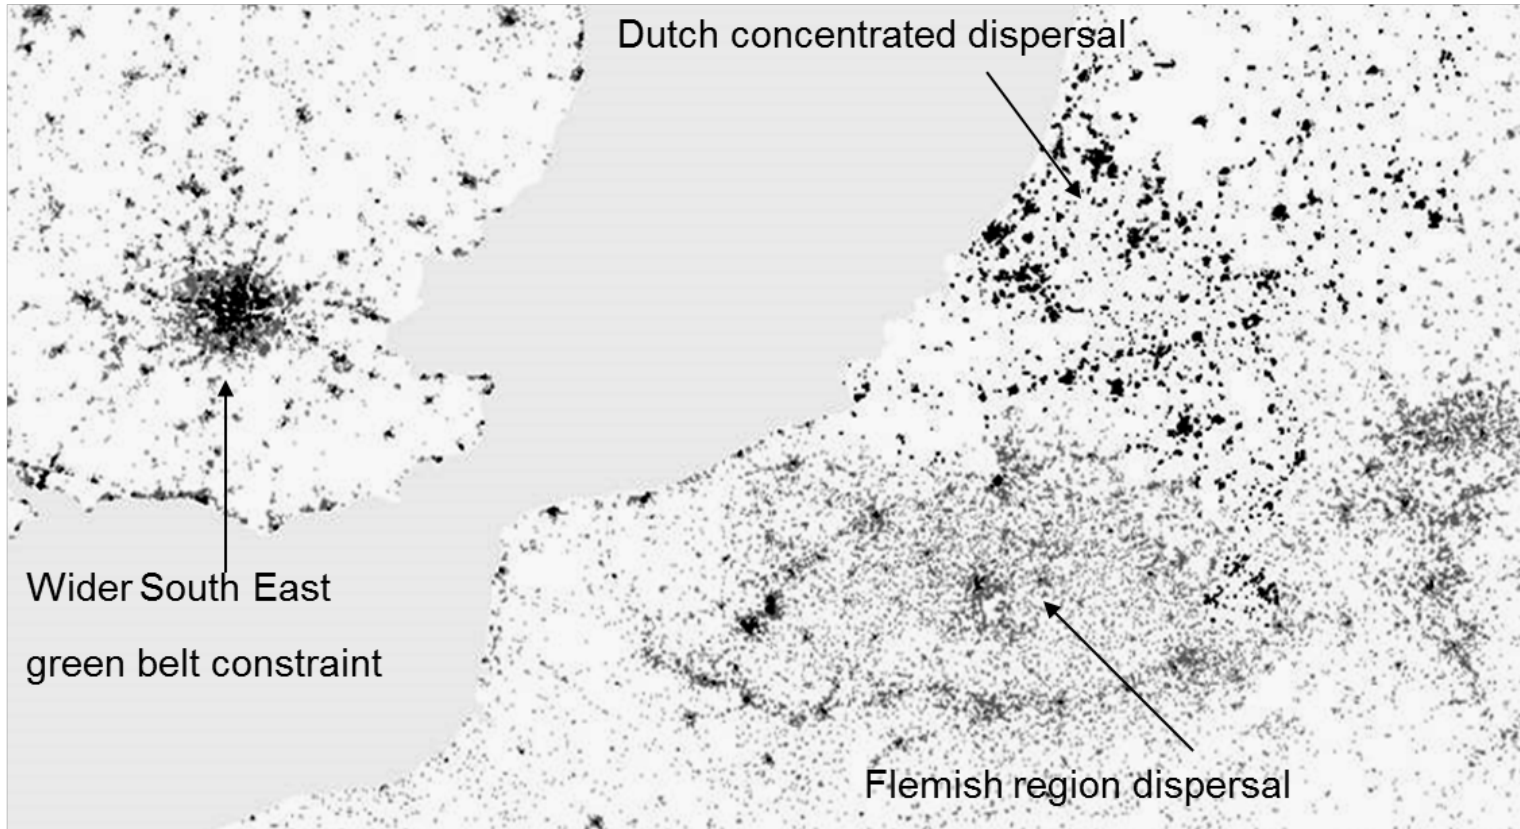 Dutch concentrated dispersal
Wider South East
green belt constraint
Flemish region dispersal